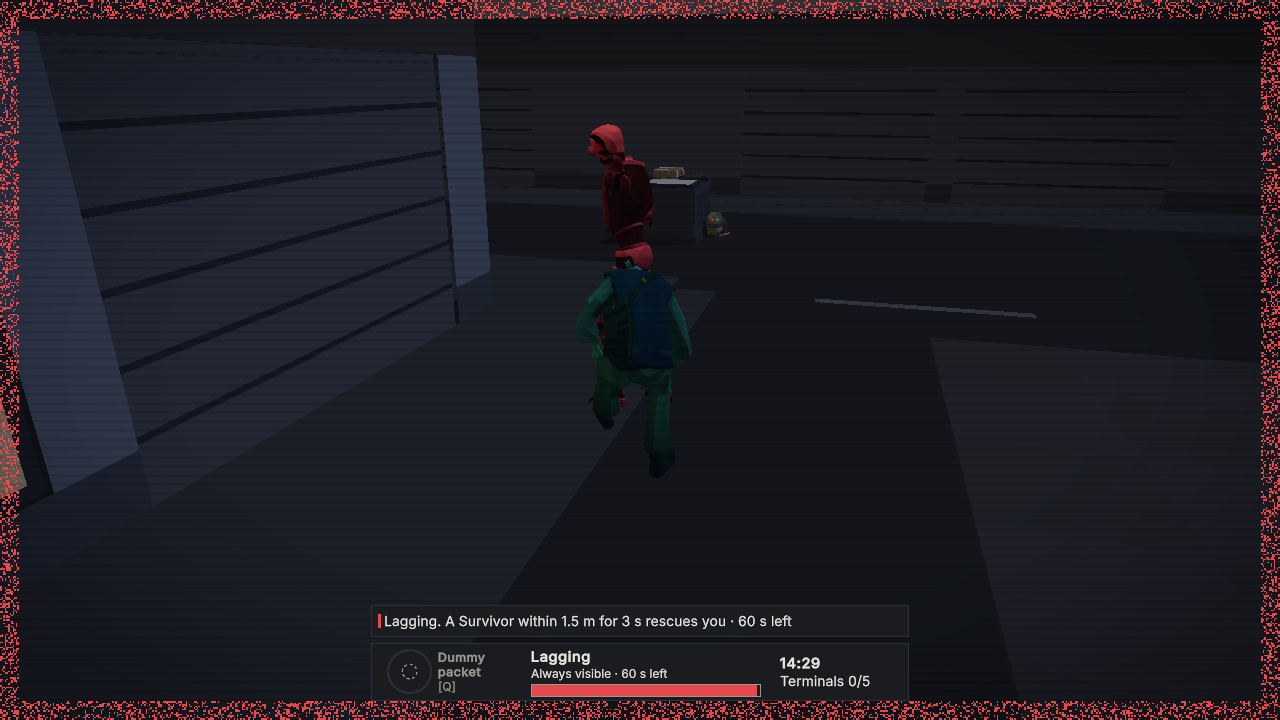 Lagging. A Survivor within 1.5 m for 3 s rescues you · 60 s left
Dummy
packet
[Q]
Lagging
Always visible · 60 s left
14:29
Terminals 0/5